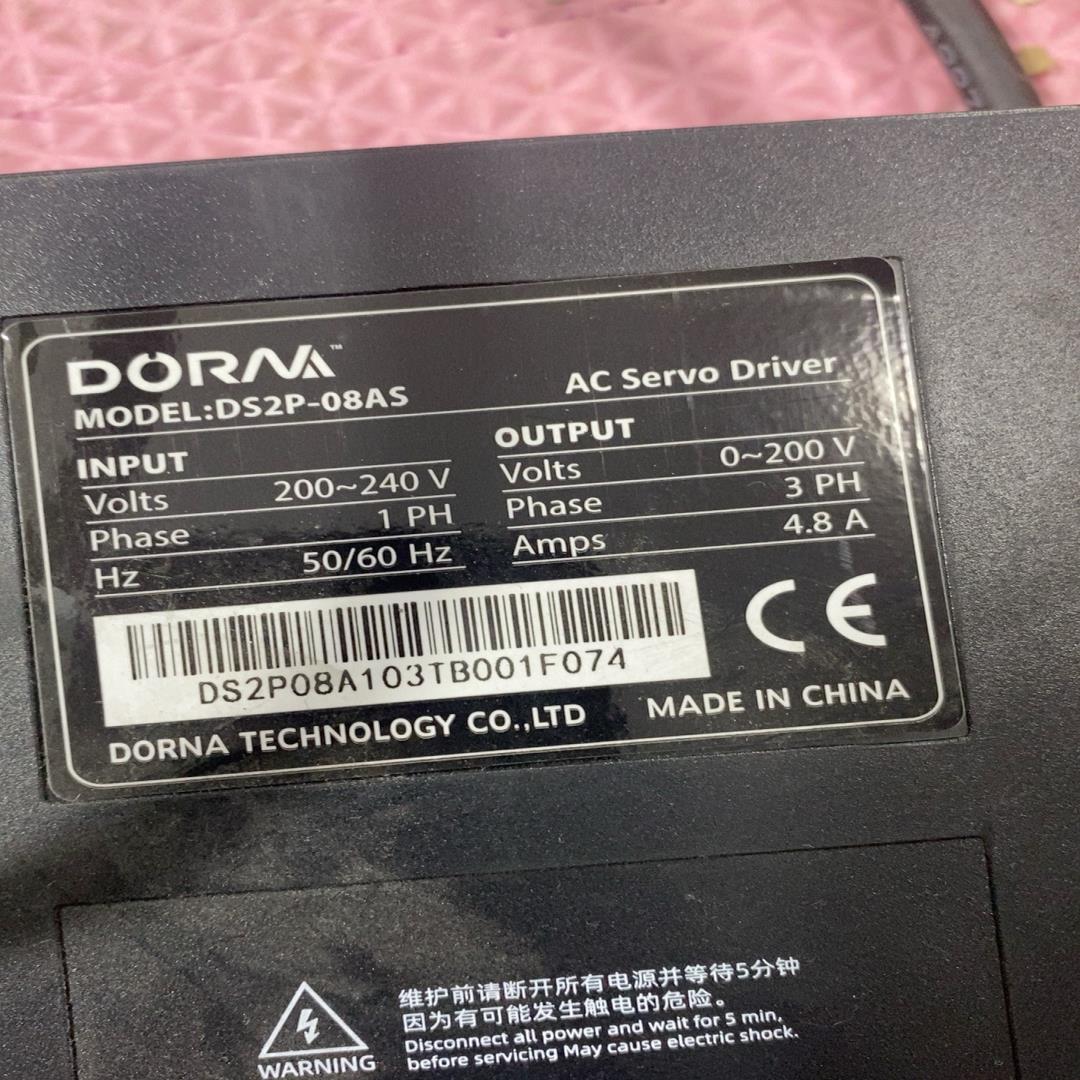 DORNA™
MODEL:DS2P-08AS AC Servo Driver
INPUT
Volts 200~240 V
Phase 1 PH
Hz 50/60 Hz
OUTPUT
Volts 0~200 V
Phase 3 PH
Amps 4.8 A
DS2P08A103TB001F074
CE
DORNA TECHNOLOGY CO.,LTD MADE IN CHINA
维护前请断开所有电源并等待5分钟
因为有可能发生触电的危险。
Disconnect all power and wait for 5 min.
before servicing May cause electric shock.
WARNING